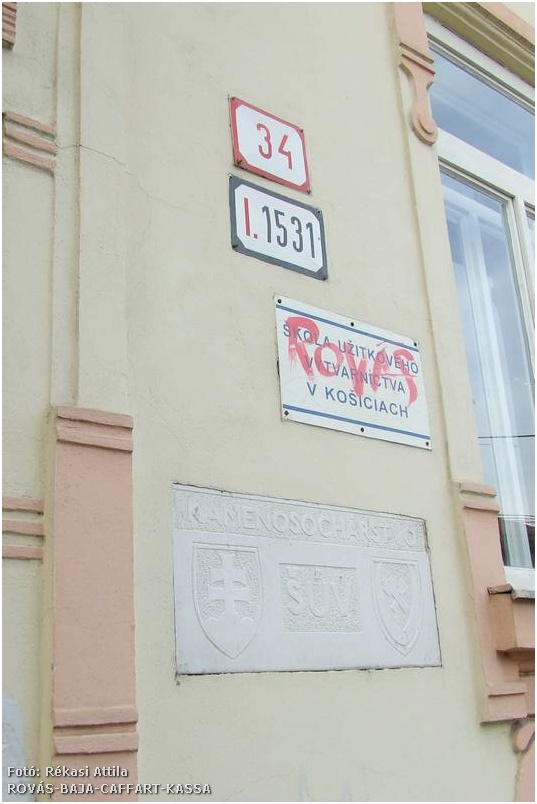 34
I.1531
ŠKOLA UŽITKOVÉHO
VÝTVARNÍCTVA
V KOŠICIACH
ROVÁS
KAMENOSOCHÁRSTVO
ŠÚV
Fotó: Rékasi Attila
ROVÁS-BAJA-CAFFART-KASSA